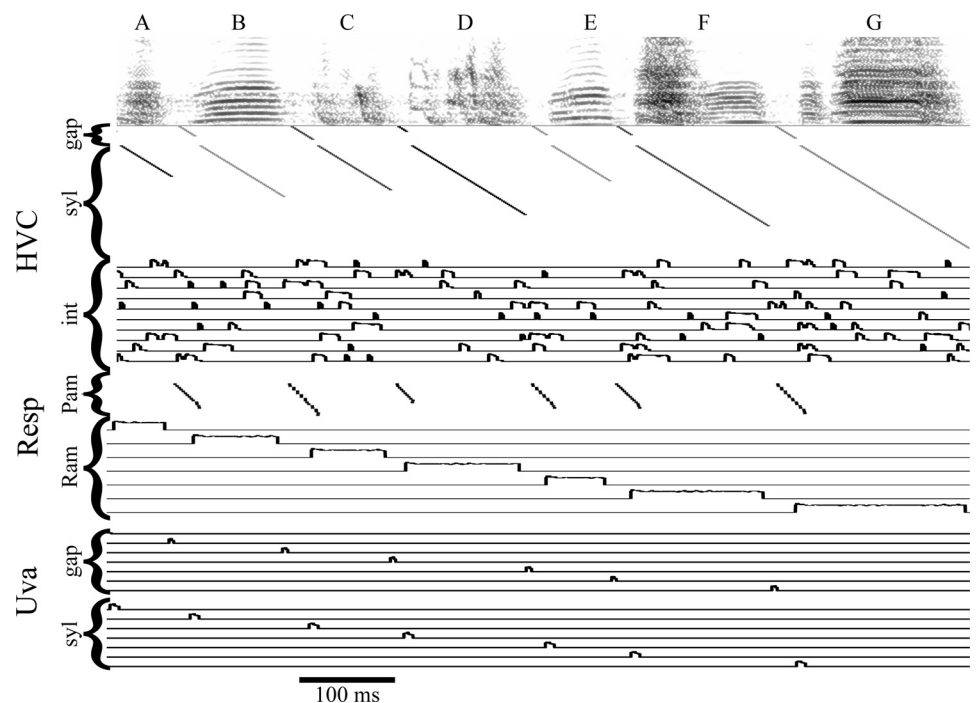 A B C D E F G
gap
syl
HVC
int
Pam
Resp
Ram
gap
Uva
syl
100 ms